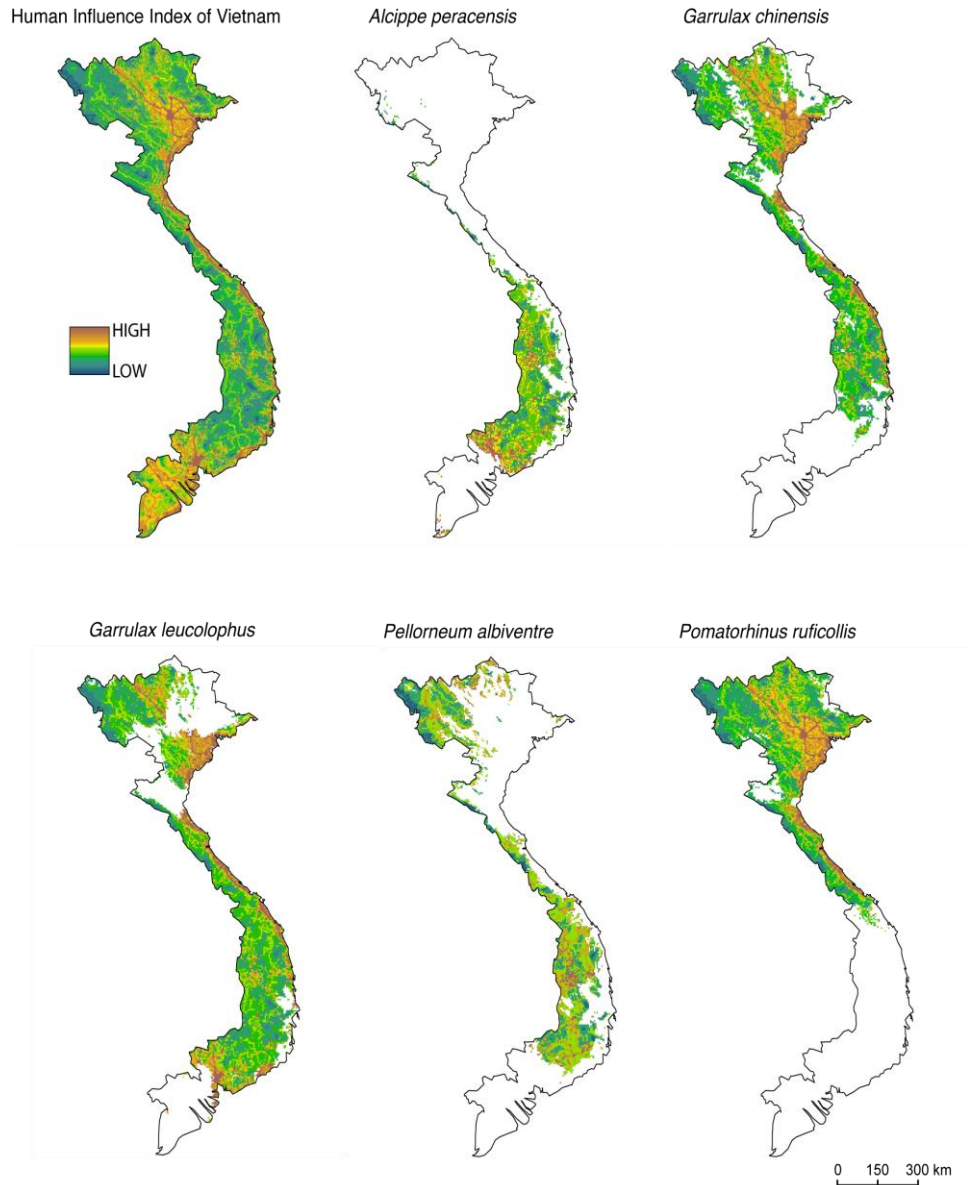 Human Influence Index of Vietnam
Alcippe peracensis
Garrulax chinensis
HIGH
LOW
Garrulax leucolophus
Pellorneum albiventre
Pomatorhinus ruficollis
0 150 300 km